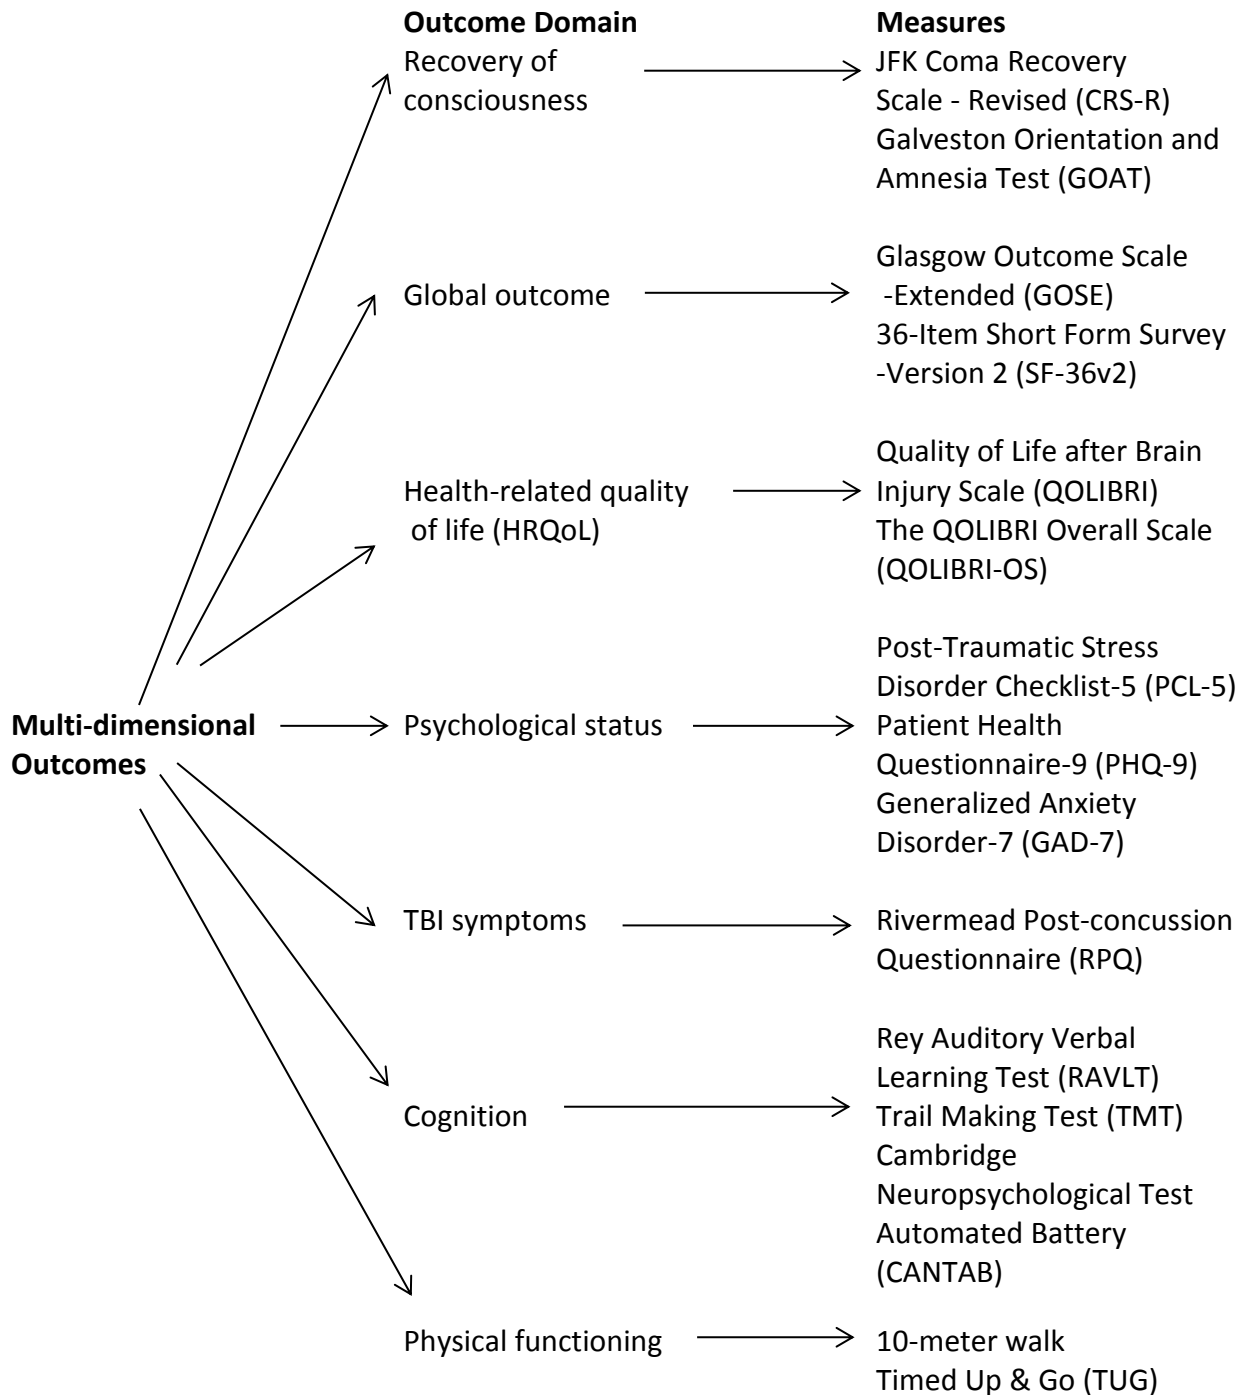 Outcome Domain
Measures
Recovery of
consciousness
JFK Coma Recovery
Scale - Revised (CRS-R)
Galveston Orientation and
Amnesia Test (GOAT)
Global outcome
Glasgow Outcome Scale
-Extended (GOSE)
36-Item Short Form Survey
-Version 2 (SF-36v2)
Health-related quality
of life (HRQoL)
Quality of Life after Brain
Injury Scale (QOLIBRI)
The QOLIBRI Overall Scale
(QOLIBRI-OS)
Multi-dimensional
Outcomes
Psychological status
Post-Traumatic Stress
Disorder Checklist-5 (PCL-5)
Patient Health
Questionnaire-9 (PHQ-9)
Generalized Anxiety
Disorder-7 (GAD-7)
TBI symptoms
Rivermead Post-concussion
Questionnaire (RPQ)
Cognition
Rey Auditory Verbal
Learning Test (RAVLT)
Trail Making Test (TMT)
Cambridge
Neuropsychological Test
Automated Battery
(CANTAB)
Physical functioning
10-meter walk
Timed Up & Go (TUG)